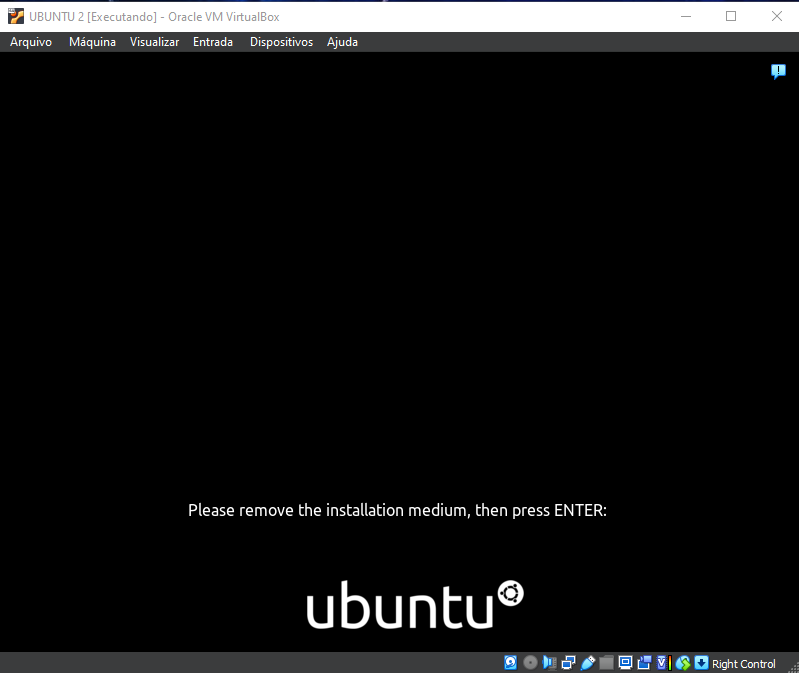 UBUNTU 2 [Executando] - Oracle VM VirtualBox
Arquivo Máquina Visualizar Entrada Dispositivos Ajuda
Please remove the installation medium, then press ENTER:
ubuntu
Right Control